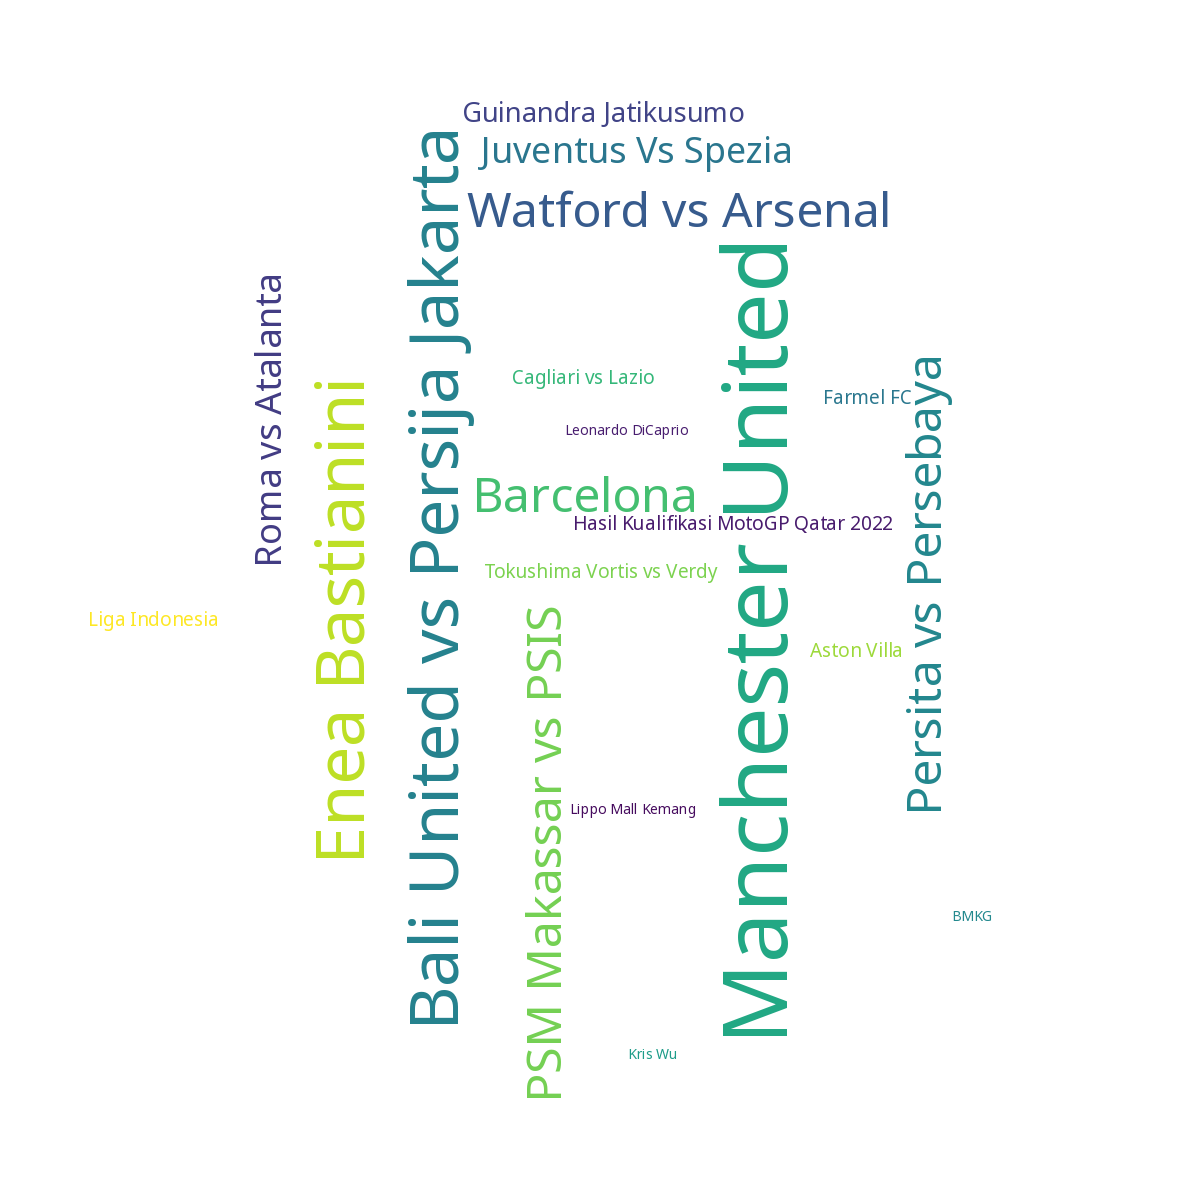 Guinandra Jatikusumo
Juventus Vs Spezia
Watford vs Arsenal
Roma vs Atalanta
Enea Bastianini
Bali United vs Persija Jakarta
Manchester United
Cagliari vs Lazio
Farmel FC
Persita vs Persebaya
Leonardo DiCaprio
Barcelona
Hasil Kualifikasi MotoGP Qatar 2022
Tokushima Vortis vs Verdy
Liga Indonesia
PSM Makassar vs PSIS
Aston Villa
Lippo Mall Kemang
BMKG
Kris Wu